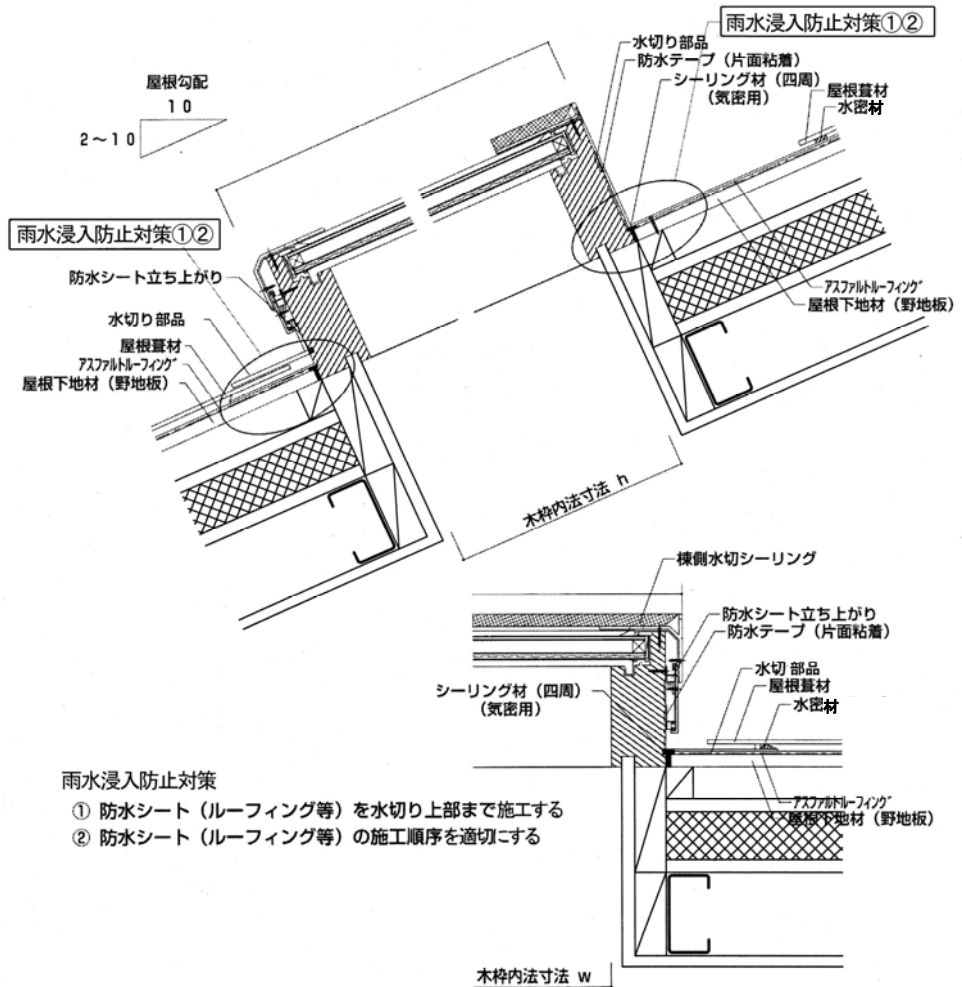 雨水浸入防止対策①②
水切り部品
防水テープ（片面粘着）
シーリング材（四周）
（気密用）
屋根葺材
水密材
屋根勾配
10
2〜10
雨水浸入防止対策①②
防水シート立ち上がり
水切り部品
屋根葺材
アスファルトルーフィング
屋根下地材（野地板）
アスファルトルーフィング
屋根下地材（野地板）
木枠内法寸法 h
棟側水切シーリング
防水シート立ち上がり
防水テープ（片面粘着）
水切部品
屋根葺材
水密材
シーリング材（四周）
（気密用）
アスファルトルーフィング
屋根下地材（野地板）
雨水浸入防止対策
① 防水シート（ルーフィング等）を水切り上部まで施工する
② 防水シート（ルーフィング等）の施工順序を適切にする
木枠内法寸法 w